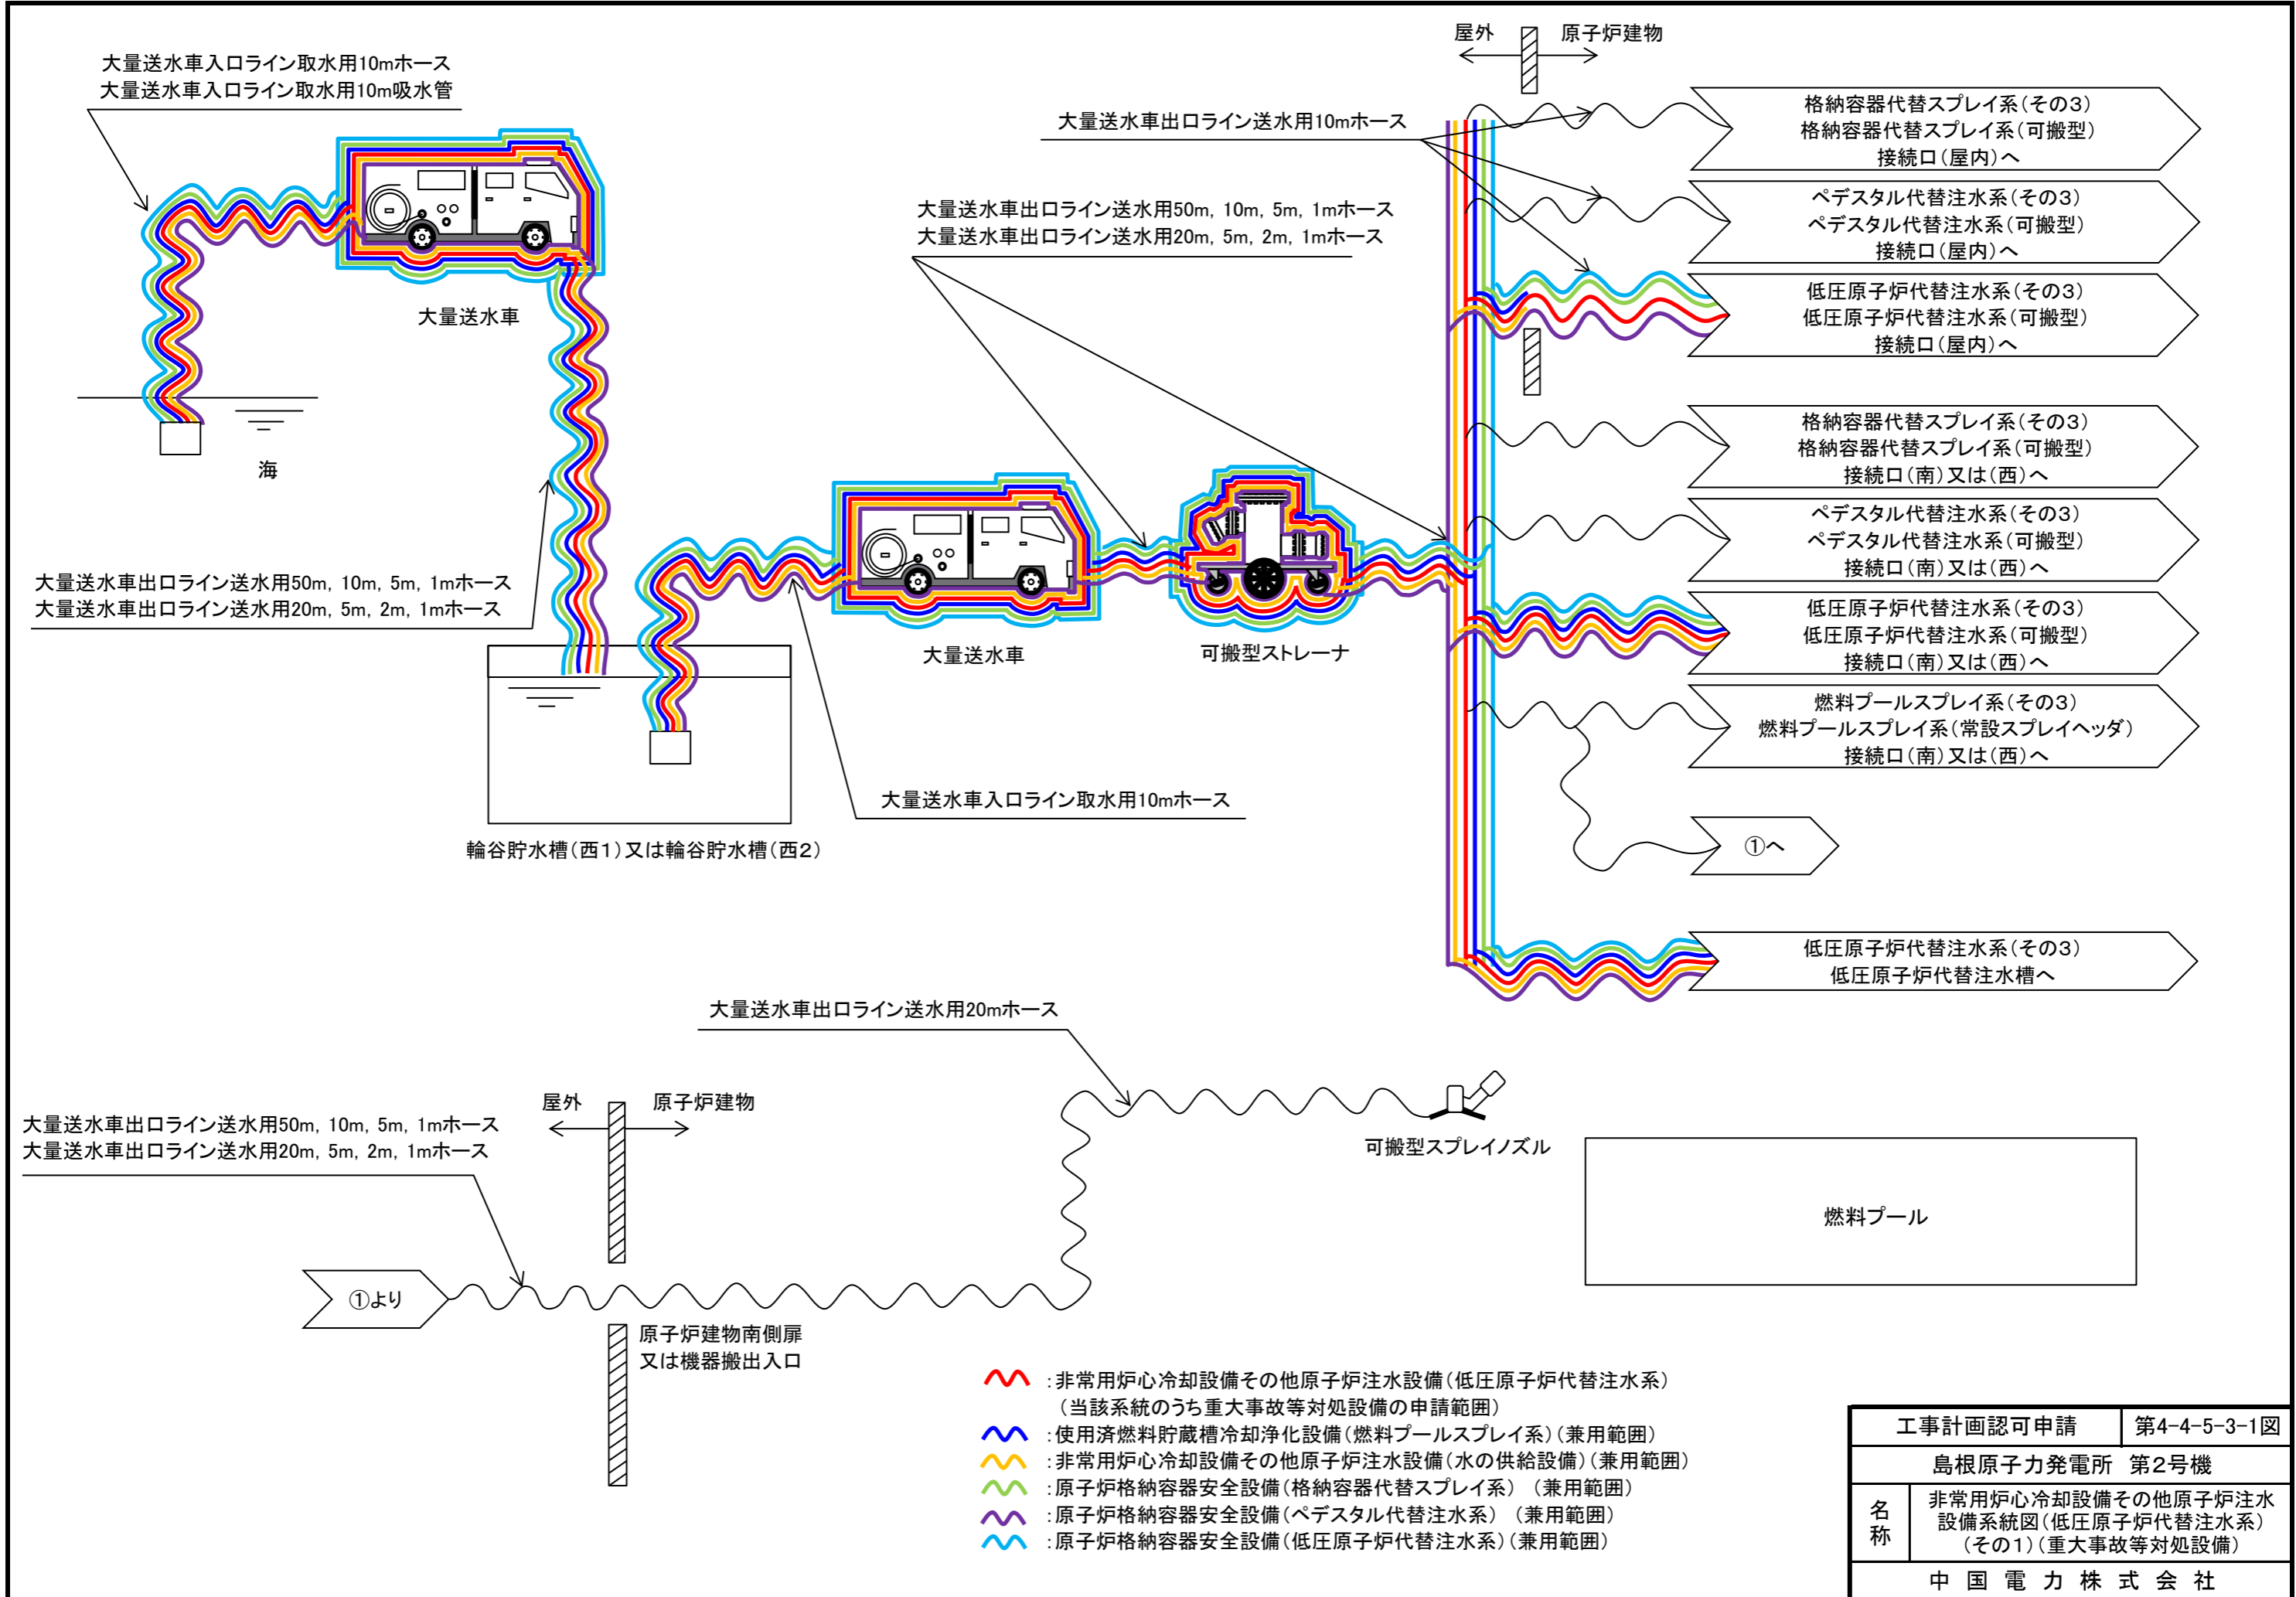 大量送水車入口ライン取水用10mホース
大量送水車入口ライン取水用10m吸水管
大量送水車
海
大量送水車出口ライン送水用50m, 10m, 5m, 1mホース
大量送水車出口ライン送水用20m, 5m, 2m, 1mホース
輪谷貯水槽(西1)又は輪谷貯水槽(西2)
大量送水車入口ライン取水用10mホース
大量送水車
可搬型ストレーナ
大量送水車出口ライン送水用50m, 10m, 5m, 1mホース
大量送水車出口ライン送水用20m, 5m, 2m, 1mホース
大量送水車出口ライン送水用10mホース
屋外
原子炉建物
格納容器代替スプレイ系(その3)
格納容器代替スプレイ系(可搬型)
接続口(屋内)へ
ペデスタル代替注水系(その3)
ペデスタル代替注水系(可搬型)
接続口(屋内)へ
低圧原子炉代替注水系(その3)
低圧原子炉代替注水系(可搬型)
接続口(屋内)へ
格納容器代替スプレイ系(その3)
格納容器代替スプレイ系(可搬型)
接続口(南)又は(西)へ
ペデスタル代替注水系(その3)
ペデスタル代替注水系(可搬型)
接続口(南)又は(西)へ
低圧原子炉代替注水系(その3)
低圧原子炉代替注水系(可搬型)
接続口(南)又は(西)へ
燃料プールスプレイ系(その3)
燃料プールスプレイ系(常設スプレイヘッダ)
接続口(南)又は(西)へ
①へ
低圧原子炉代替注水系(その3)
低圧原子炉代替注水槽へ
大量送水車出口ライン送水用20mホース
屋外
原子炉建物
大量送水車出口ライン送水用50m, 10m, 5m, 1mホース
大量送水車出口ライン送水用20m, 5m, 2m, 1mホース
①より
原子炉建物南側扉
又は機器搬出入口
可搬型スプレイノズル
燃料プール
:非常用炉心冷却設備その他原子炉注水設備(低圧原子炉代替注水系)
(当該系統のうち重大事故等対処設備の申請範囲)
:使用済燃料貯蔵槽冷却浄化設備(燃料プールスプレイ系)(兼用範囲)
:非常用炉心冷却設備その他原子炉注水設備(水の供給設備)(兼用範囲)
:原子炉格納容器安全設備(格納容器代替スプレイ系) (兼用範囲)
:原子炉格納容器安全設備(ペデスタル代替注水系) (兼用範囲)
:原子炉格納容器安全設備(低圧原子炉代替注水系)(兼用範囲)
工事計画認可申請 第4-4-5-3-1図
島根原子力発電所 第2号機
名称
非常用炉心冷却設備その他原子炉注水
設備系統図(低圧原子炉代替注水系)
(その1)(重大事故等対処設備)
中国電力株式会社